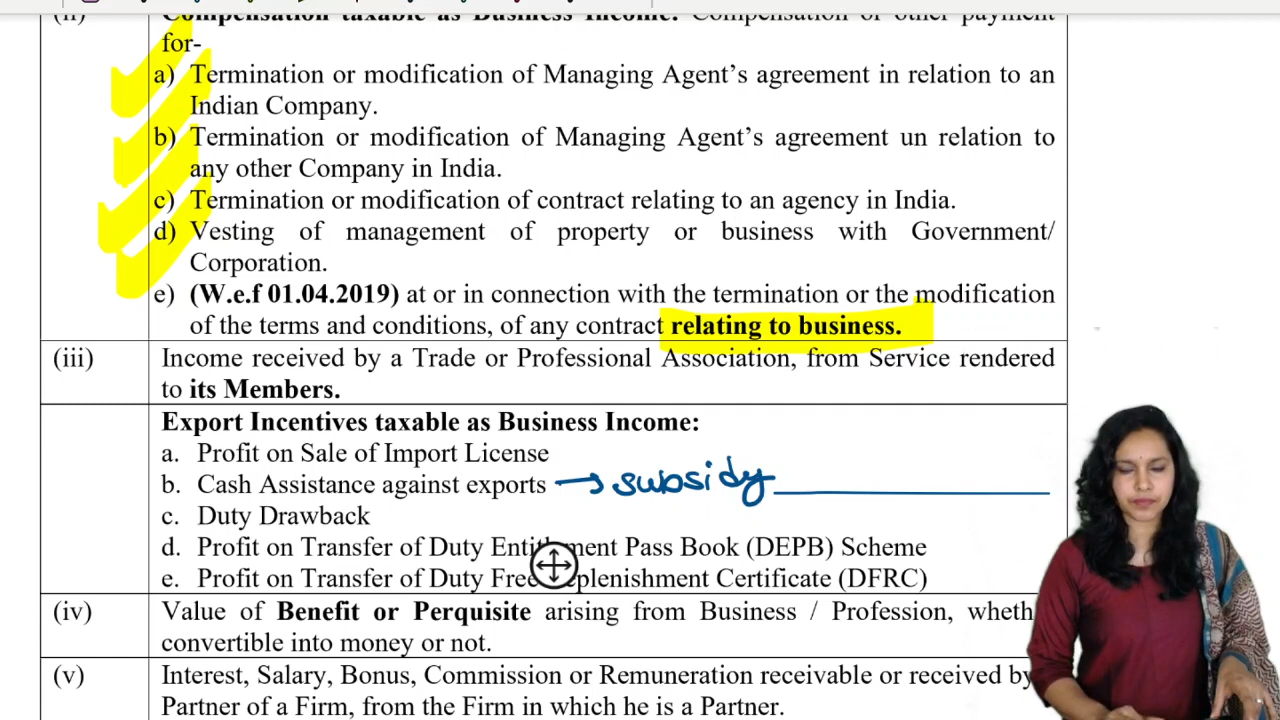 (ii) Compensation taxable as Business Income: Compensation or other payment
for-
a) Termination or modification of Managing Agent's agreement in relation to an
Indian Company.
b) Termination or modification of Managing Agent's agreement un relation to
any other Company in India.
c) Termination or modification of contract relating to an agency in India.
d) Vesting of management of property or business with Government/
Corporation.
e) (W.e.f 01.04.2019) at or in connection with the termination or the modification
of the terms and conditions, of any contract relating to business.
(iii) Income received by a Trade or Professional Association, from Service rendered
to its Members.
Export Incentives taxable as Business Income:
a. Profit on Sale of Import License
b. Cash Assistance against exports → subsidy
c. Duty Drawback
d. Profit on Transfer of Duty Entitlement Pass Book (DEPB) Scheme
e. Profit on Transfer of Duty Free Replenishment Certificate (DFRC)
(iv) Value of Benefit or Perquisite arising from Business / Profession, wheth
convertible into money or not.
(v) Interest, Salary, Bonus, Commission or Remuneration receivable or received by
Partner of a Firm, from the Firm in which he is a Partner.